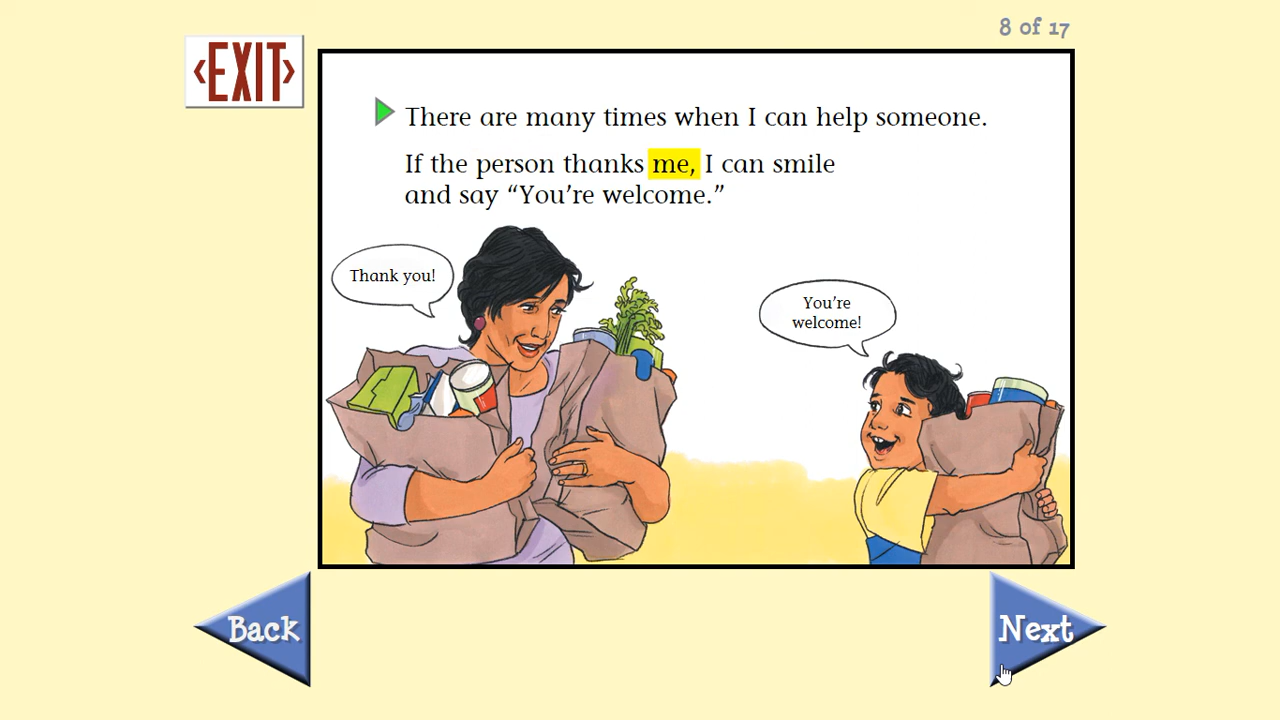 8 of 17
<EXIT>
There are many times when I can help someone.
If the person thanks me, I can smile
and say “You’re welcome.”
Thank you!
You’re
welcome!
Back
Next